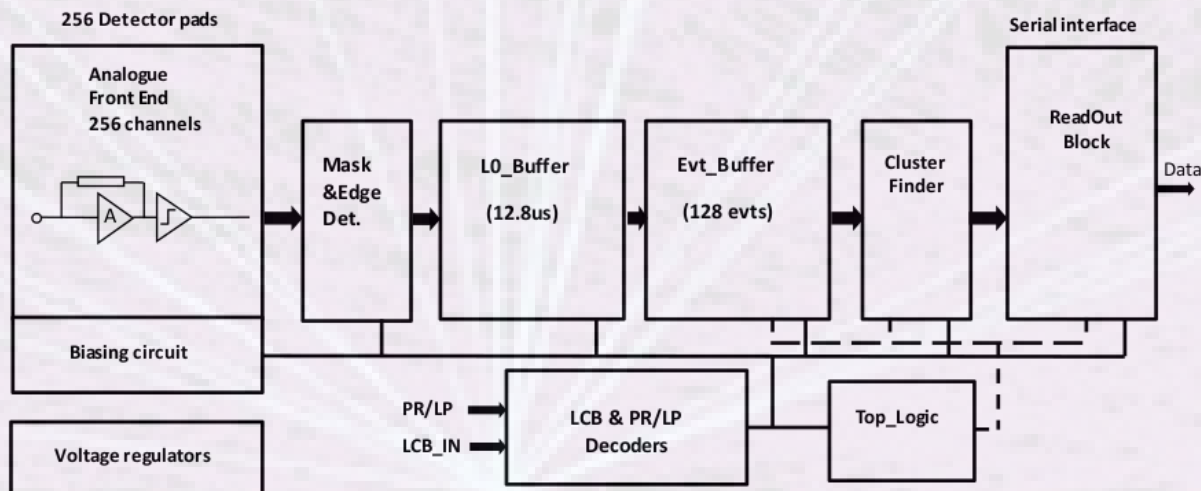 256 Detector pads
Serial interface
Analogue
Front End
256 channels
A
Mask
&Edge
Det.
L0_Buffer
(12.8us)
Evt_Buffer
(128 evts)
Cluster
Finder
ReadOut
Block
Data
Biasing circuit
PR/LP
LCB_IN
LCB & PR/LP
Decoders
Top_Logic
Voltage regulators